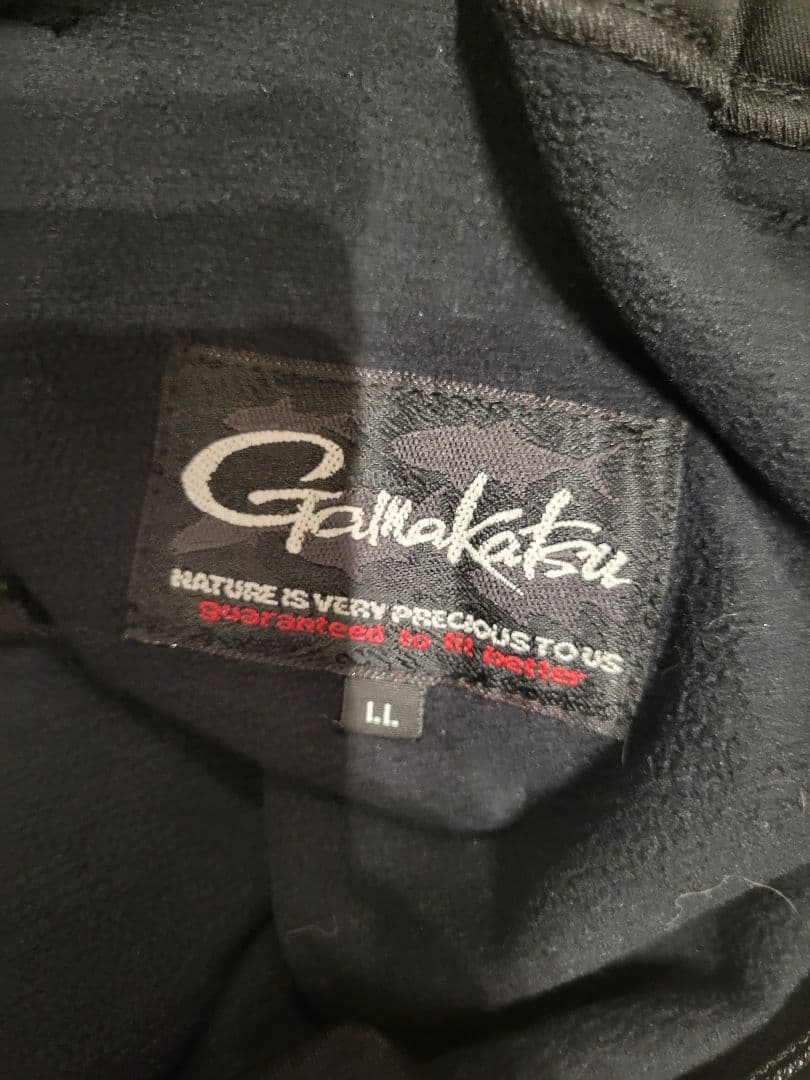 Gamakatsu
NATURE IS VERY PRECIOUS TO US
guaranteed to fit better
LL